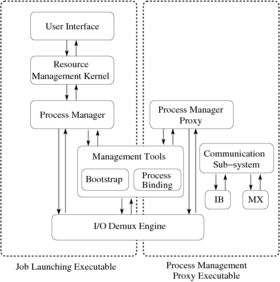 User Interface
Resource
Management Kernel
Process Manager
Process Manager
Proxy
Management Tools
Bootstrap
Process
Binding
Communication
Sub-system
IB
MX
I/O Demux Engine
Job Launching Executable
Process Management
Proxy Executable